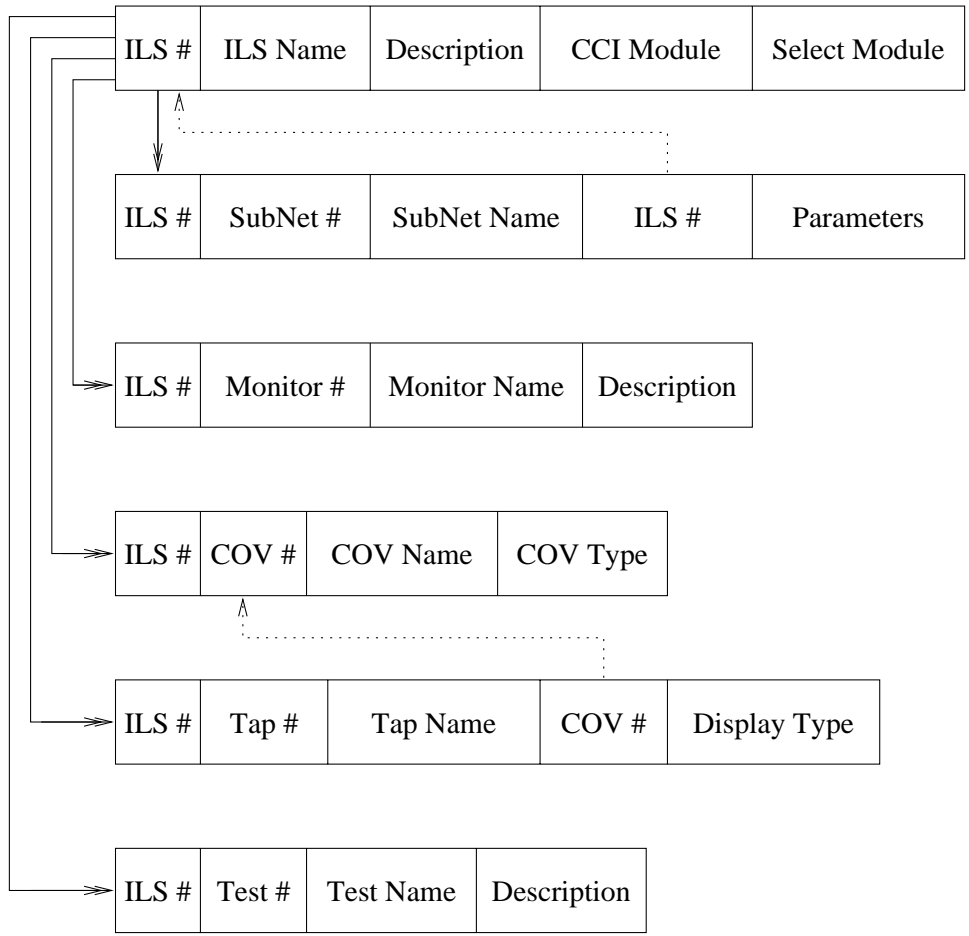 ILS # ILS Name Description CCI Module Select Module
ILS # SubNet # SubNet Name ILS # Parameters
ILS # Monitor # Monitor Name Description
ILS # COV # COV Name COV Type
ILS # Tap # Tap Name COV # Display Type
ILS # Test # Test Name Description